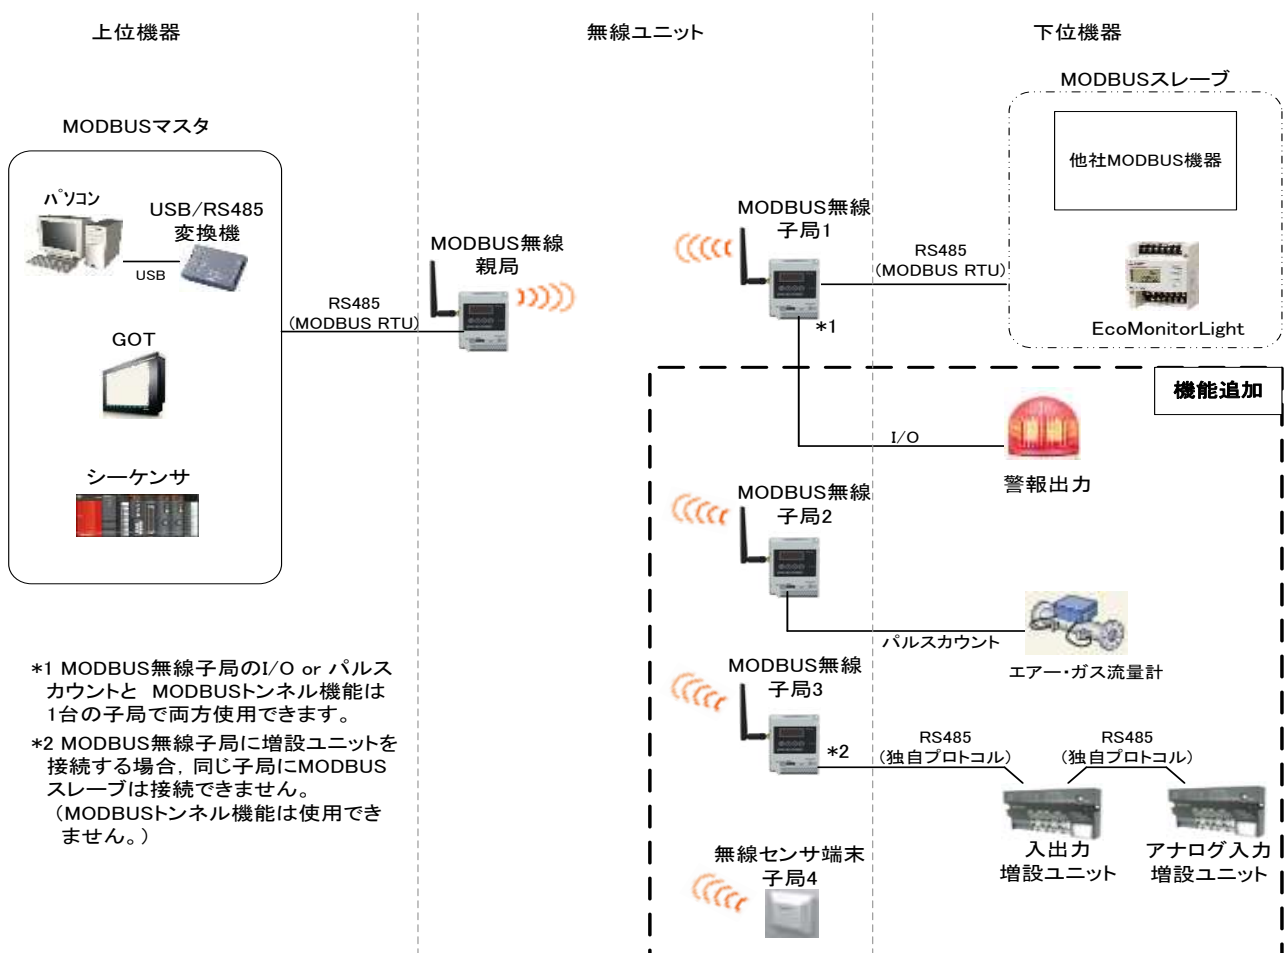 上位機器
無線ユニット
下位機器
MODBUSマスタ
パソコン
USB/RS485
変換機
USB
GOT
シーケンサ
RS485
(MODBUS RTU)
MODBUS無線
親局
MODBUS無線
子局1
*1
RS485
(MODBUS RTU)
MODBUSスレーブ
他社MODBUS機器
EcoMonitorLight
機能追加
I/O
警報出力
MODBUS無線
子局2
パルスカウント
エアー・ガス流量計
MODBUS無線
子局3
*2
RS485
(独自プロトコル)
RS485
(独自プロトコル)
入出力
増設ユニット
アナログ入力
増設ユニット
無線センサ端末
子局4
*1 MODBUS無線子局のI/O or パルス
カウントと MODBUSトンネル機能は
1台の子局で両方使用できます。
*2 MODBUS無線子局に増設ユニットを
接続する場合，同じ子局にMODBUS
スレーブは接続できません。
（MODBUSトンネル機能は使用でき
ません。）